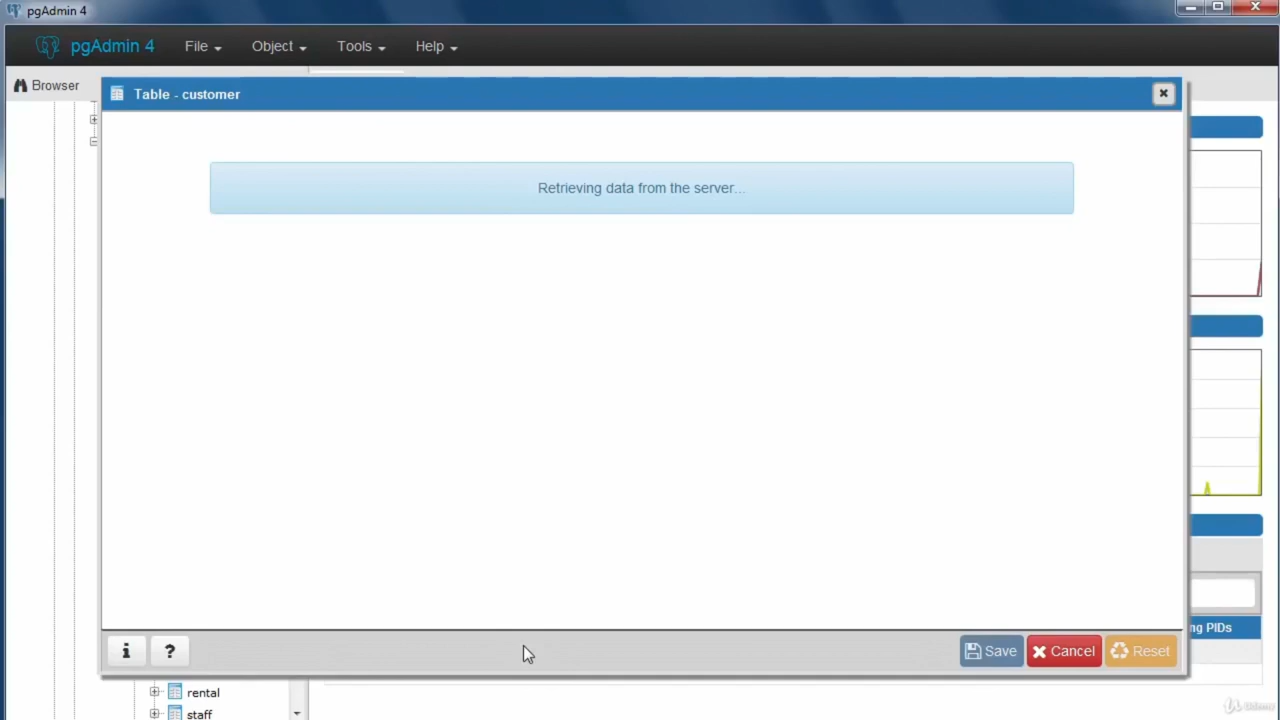 pgAdmin 4
pgAdmin 4 File Object Tools Help
Browser
Table - customer
Retrieving data from the server...
ng PIDs
i ? Save Cancel Reset
rental
staff
Udemy